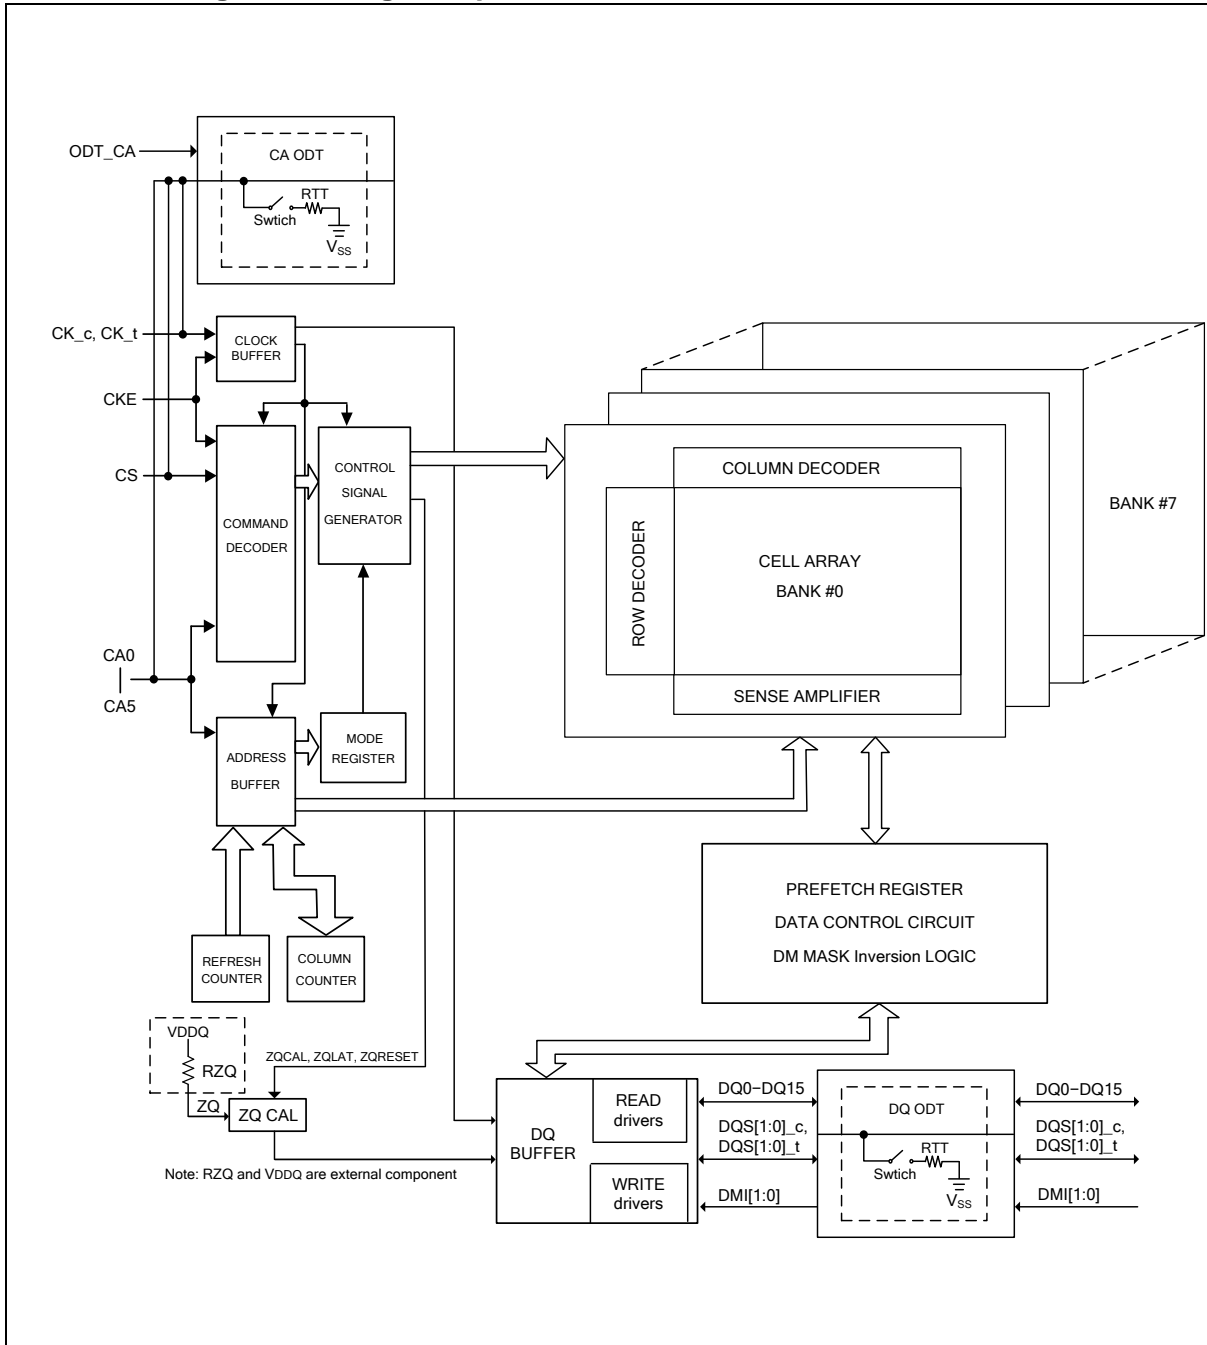 ODT_CA
CA ODT
RTT
Swtich
VSS
CK_c, CK_t
CLOCK
BUFFER
CKE
CS
COMMAND
DECODER
CONTROL
SIGNAL
GENERATOR
COLUMN DECODER
ROW DECODER
CELL ARRAY
BANK #0
SENSE AMPLIFIER
BANK #7
CA0
CA5
ADDRESS
BUFFER
MODE
REGISTER
PREFETCH REGISTER
DATA CONTROL CIRCUIT
DM MASK Inversion LOGIC
REFRESH
COUNTER
COLUMN
COUNTER
VDDQ
RZQ
ZQ
ZQ CAL
ZQCAL, ZQLAT, ZQRESET
Note: RZQ and VDDQ are external component
DQ
BUFFER
READ
drivers
WRITE
drivers
DQ0−DQ15
DQS[1:0]_c,
DQS[1:0]_t
DMI[1:0]
DQ ODT
RTT
Swtich
VSS
DQ0−DQ15
DQS[1:0]_c,
DQS[1:0]_t
DMI[1:0]